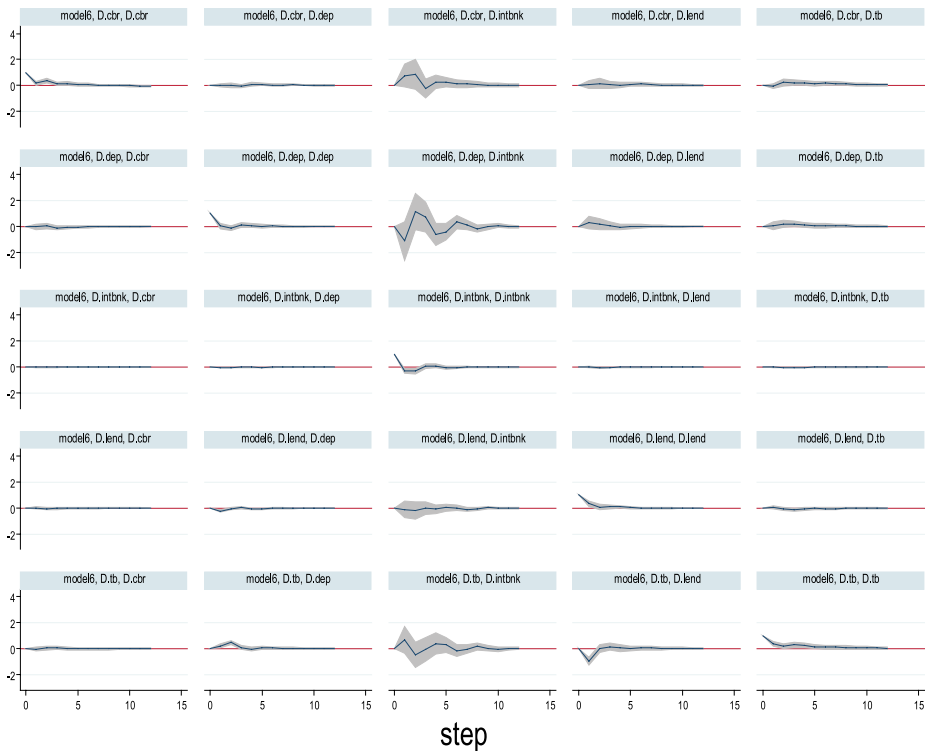 model6, D.cbr, D.cbr model6, D.cbr, D.dep model6, D.cbr, D.intbnk model6, D.cbr, D.lend model6, D.cbr, D.tb
4
2
0
-2
model6, D.dep, D.cbr model6, D.dep, D.dep model6, D.dep, D.intbnk model6, D.dep, D.lend model6, D.dep, D.tb
4
2
0
-2
model6, D.intbnk, D.cbr model6, D.intbnk, D.dep model6, D.intbnk, D.intbnk model6, D.intbnk, D.lend model6, D.intbnk, D.tb
4
2
0
-2
model6, D.lend, D.cbr model6, D.lend, D.dep model6, D.lend, D.intbnk model6, D.lend, D.lend model6, D.lend, D.tb
4
2
0
-2
model6, D.tb, D.cbr model6, D.tb, D.dep model6, D.tb, D.intbnk model6, D.tb, D.lend model6, D.tb, D.tb
4
2
0
-2
0 5 10 15 0 5 10 15 0 5 10 15 0 5 10 15 0 5 10 15
step